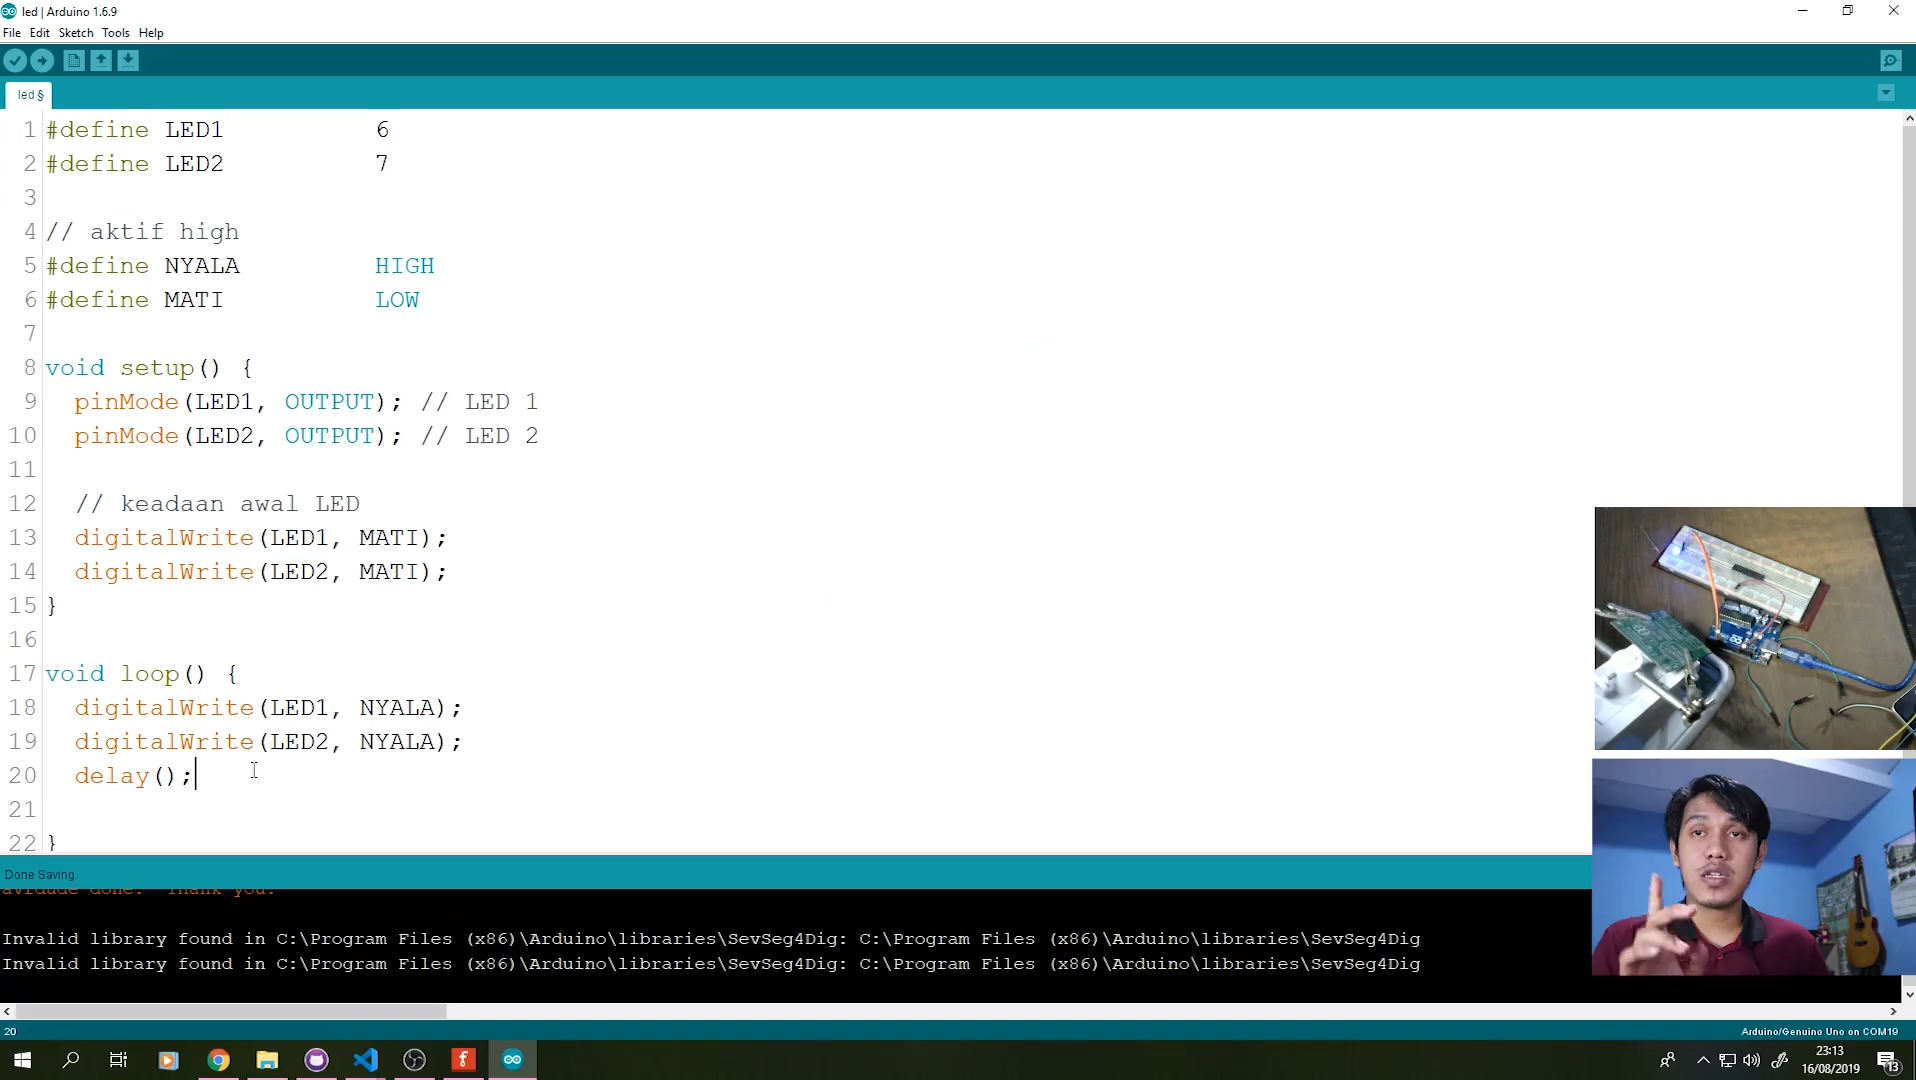 led | Arduino 1.6.9
File Edit Sketch Tools Help
led §
1 #define LED1 6
2 #define LED2 7
3
4 // aktif high
5 #define NYALA HIGH
6 #define MATI LOW
7
8 void setup() {
9 pinMode(LED1, OUTPUT); // LED 1
10 pinMode(LED2, OUTPUT); // LED 2
11
12 // keadaan awal LED
13 digitalWrite(LED1, MATI);
14 digitalWrite(LED2, MATI);
15 }
16
17 void loop() {
18 digitalWrite(LED1, NYALA);
19 digitalWrite(LED2, NYALA);
20 delay();
21
22 }
Done Saving.
avrdude done. Thank you.
Invalid library found in C:\Program Files (x86)\Arduino\libraries\SevSeg4Dig: C:\Program Files (x86)\Arduino\libraries\SevSeg4Dig
Invalid library found in C:\Program Files (x86)\Arduino\libraries\SevSeg4Dig: C:\Program Files (x86)\Arduino\libraries\SevSeg4Dig
20 Arduino/Genuino Uno on COM19
23:13
16/08/2019
13